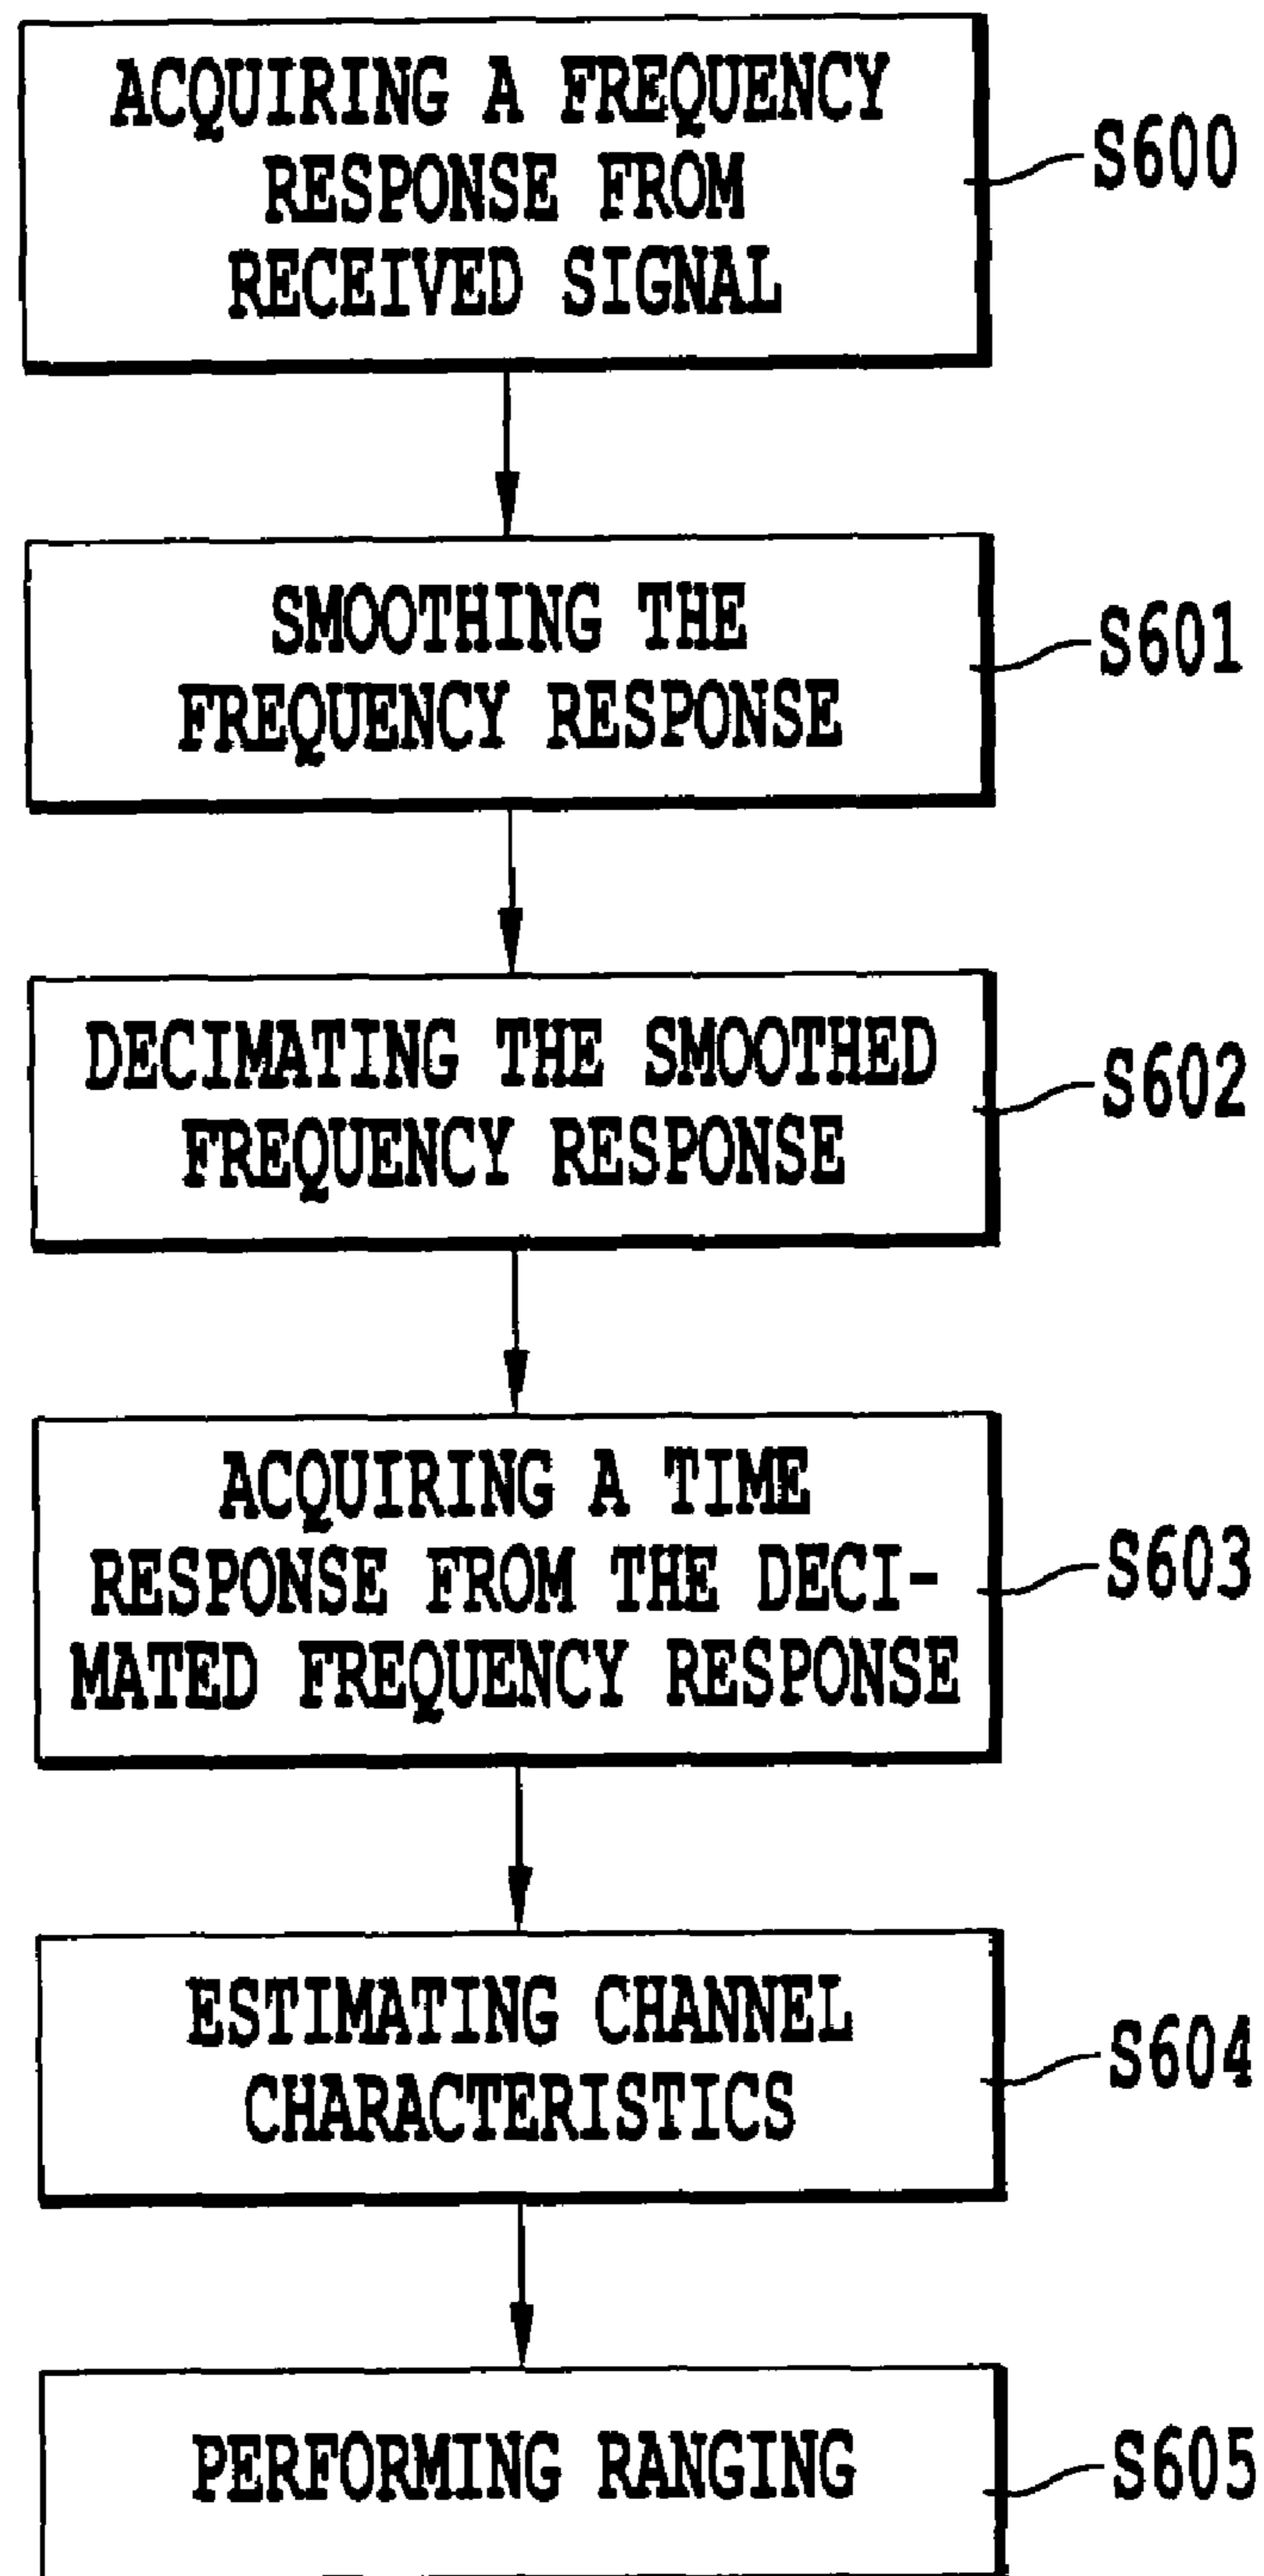 ACQUIRING A FREQUENCY
RESPONSE FROM
RECEIVED SIGNAL
S600
SMOOTHING THE
FREQUENCY RESPONSE
S601
DECIMATING THE SMOOTHED
FREQUENCY RESPONSE
S602
ACQUIRING A TIME
RESPONSE FROM THE DECI-
MATED FREQUENCY RESPONSE
S603
ESTIMATING CHANNEL
CHARACTERISTICS
S604
PERFORMING RANGING
S605